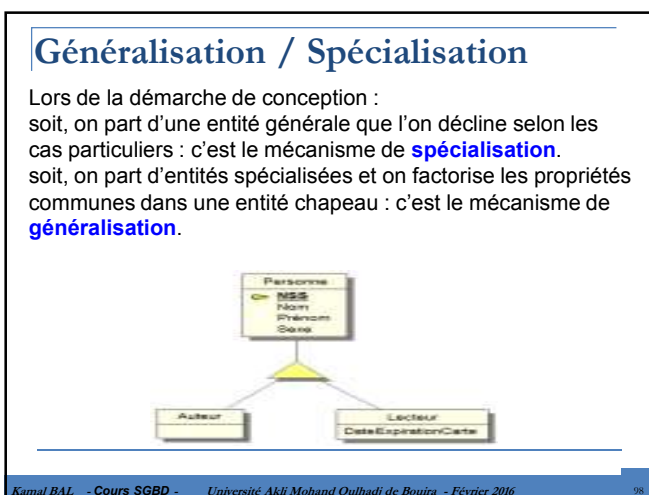 Généralisation / Spécialisation
Lors de la démarche de conception :
soit, on part d'une entité générale que l'on décline selon les
cas particuliers : c'est le mécanisme de spécialisation.
soit, on part d'entités spécialisées et on factorise les propriétés
communes dans une entité chapeau : c'est le mécanisme de
généralisation.
Personne
NSS
Nom
Prénom
Sexe
Auteur
Lecteur
DateExpirationCarte
Kamal BAL - Cours SGBD - Université Akli Mohand Oulhadj de Bouira - Février 2016
98